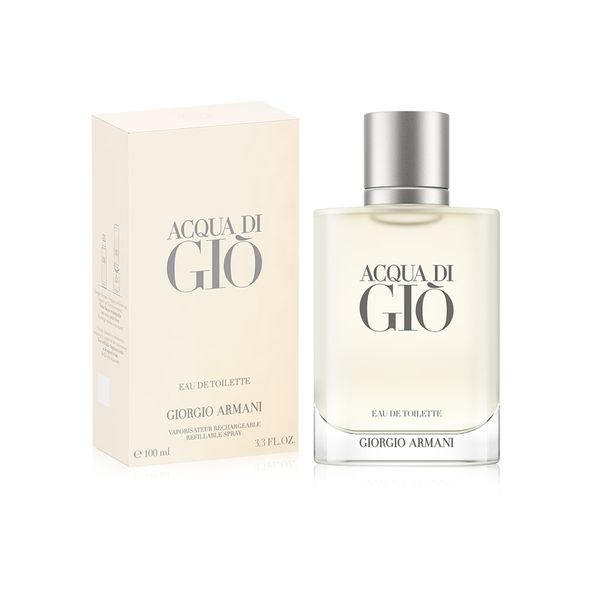 ACQUA DI
GIÒ
EAU DE TOILETTE
GIORGIO ARMANI
VAPORISATEUR RECHARGEABLE
REFILLABLE SPRAY
℮ 100 ml
3.3 FL.OZ.
ACQUA DI
GIÒ
EAU DE TOILETTE
GIORGIO ARMANI